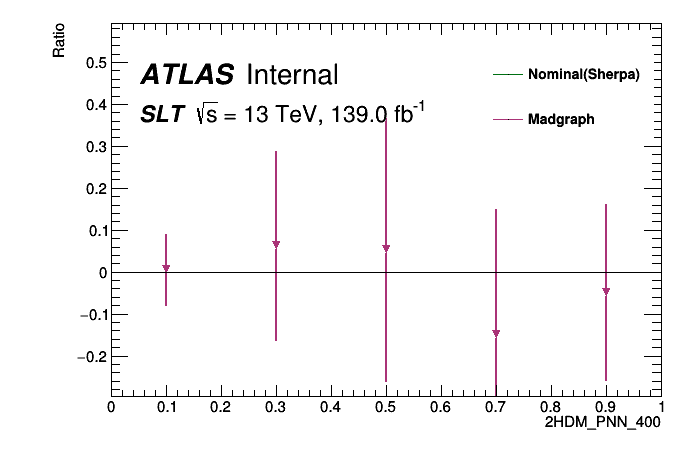 Ratio
ATLAS Internal
SLT √s = 13 TeV, 139.0 fb-1
Nominal(Sherpa)
Madgraph
0.5
0.4
0.3
0.2
0.1
0
−0.1
−0.2
0 0.1 0.2 0.3 0.4 0.5 0.6 0.7 0.8 0.9 1
2HDM_PNN_400